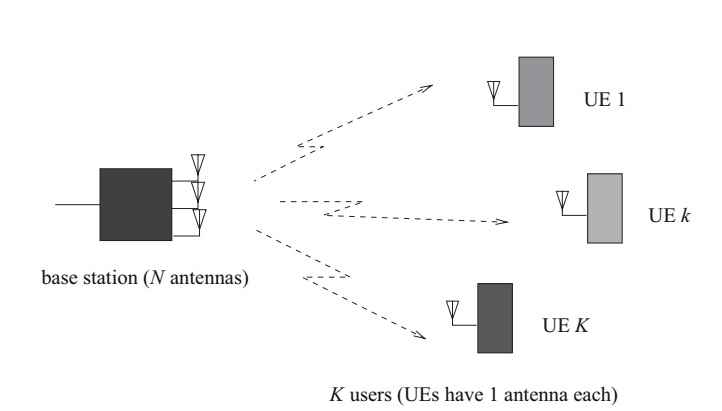 UE 1
UE k
base station (N antennas)
UE K
K users (UEs have 1 antenna each)